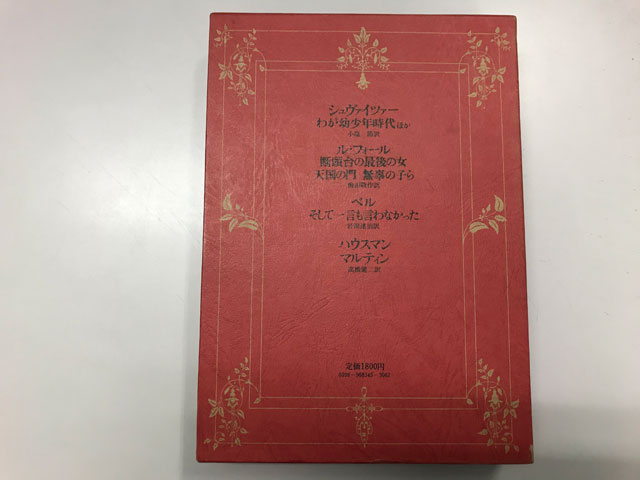 シュヴァイツァー
わが幼少年時代ほか
ル・フォール
断頭台の最後の女
天国の門 無辜の子ら
ベル
そして一言も言わなかった
ハウスマン
マルティン
定価1800円